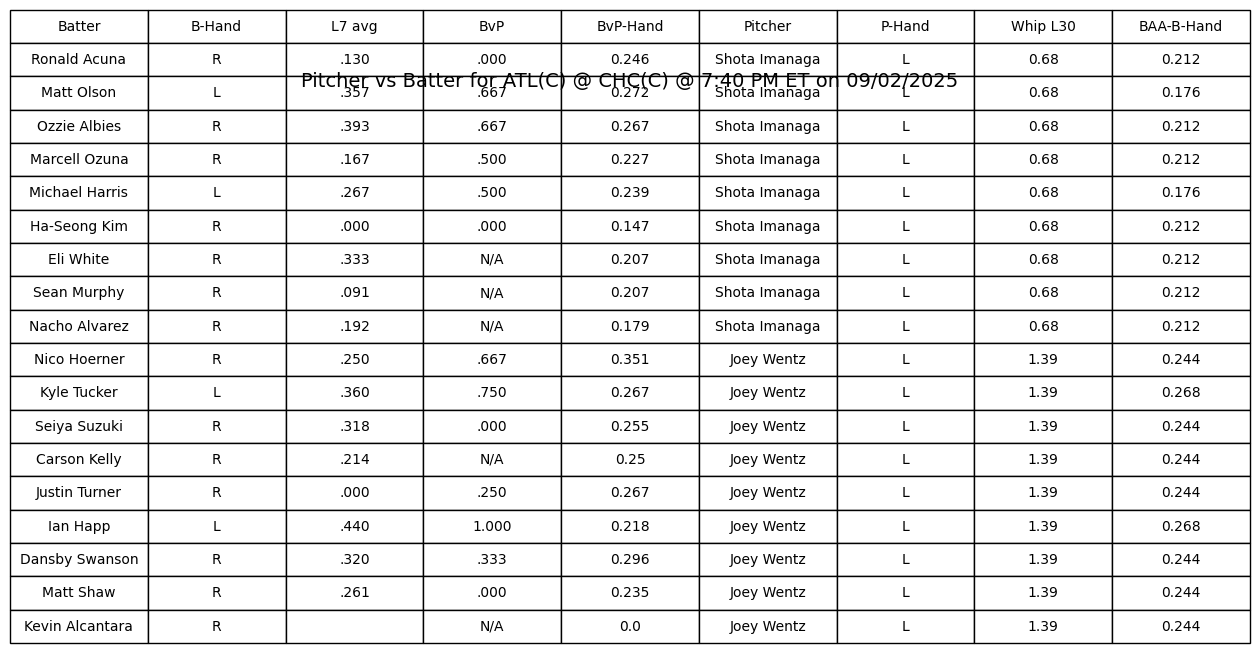 Batter B-Hand L7 avg BvP BvP-Hand Pitcher P-Hand Whip L30 BAA-B-Hand
Ronald Acuna R .130 .000 0.246 Shota Imanaga L 0.68 0.212
Pitcher vs Batter for ATL(C) @ CHC(C) @ 7:40 PM ET on 09/02/2025
Matt Olson L .357 .667 0.272 Shota Imanaga L 0.68 0.176
Ozzie Albies R .393 .667 0.267 Shota Imanaga L 0.68 0.212
Marcell Ozuna R .167 .500 0.227 Shota Imanaga L 0.68 0.212
Michael Harris L .267 .500 0.239 Shota Imanaga L 0.68 0.176
Ha-Seong Kim R .000 .000 0.147 Shota Imanaga L 0.68 0.212
Eli White R .333 N/A 0.207 Shota Imanaga L 0.68 0.212
Sean Murphy R .091 N/A 0.207 Shota Imanaga L 0.68 0.212
Nacho Alvarez R .192 N/A 0.179 Shota Imanaga L 0.68 0.212
Nico Hoerner R .250 .667 0.351 Joey Wentz L 1.39 0.244
Kyle Tucker L .360 .750 0.267 Joey Wentz L 1.39 0.268
Seiya Suzuki R .318 .000 0.255 Joey Wentz L 1.39 0.244
Carson Kelly R .214 N/A 0.25 Joey Wentz L 1.39 0.244
Justin Turner R .000 .250 0.267 Joey Wentz L 1.39 0.244
Ian Happ L .440 1.000 0.218 Joey Wentz L 1.39 0.268
Dansby Swanson R .320 .333 0.296 Joey Wentz L 1.39 0.244
Matt Shaw R .261 .000 0.235 Joey Wentz L 1.39 0.244
Kevin Alcantara R N/A 0.0 Joey Wentz L 1.39 0.244